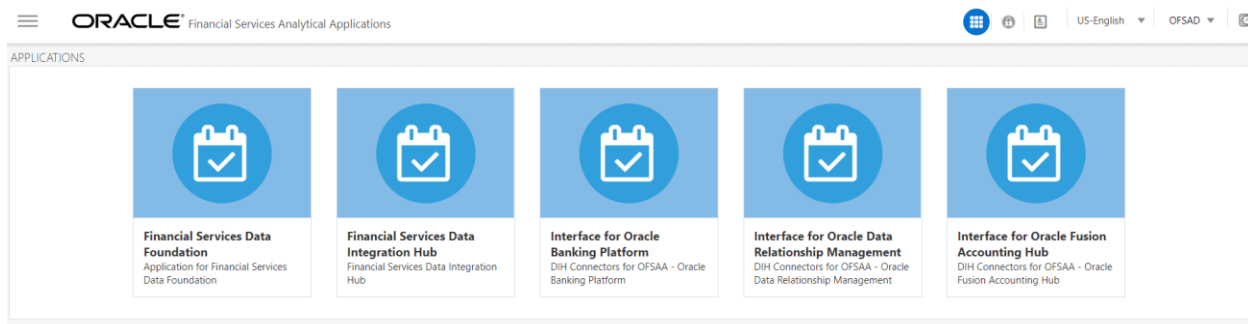 ORACLE® Financial Services Analytical Applications
US-English
OFSAD
APPLICATIONS
Financial Services Data
Foundation
Application for Financial Services
Data Foundation
Financial Services Data
Integration Hub
Financial Services Data Integration
Hub
Interface for Oracle
Banking Platform
DIH Connectors for OFSAA - Oracle
Banking Platform
Interface for Oracle Data
Relationship Management
DIH Connectors for OFSAA - Oracle
Data Relationship Management
Interface for Oracle Fusion
Accounting Hub
DIH Connectors for OFSAA - Oracle
Fusion Accounting Hub